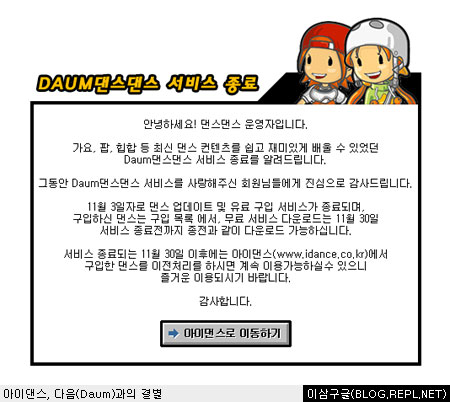 DAUM댄스댄스 서비스 종료
안녕하세요! 댄스댄스 운영자입니다.
가요, 팝, 힙합 등 최신 댄스 컨텐츠를 쉽고 재미있게 배울 수 있었던
Daum댄스댄스 서비스 종료를 알려드립니다.
그동안 Daum댄스댄스 서비스를 사랑해주신 회원님들에게 진심으로 감사드립니다.
11월 3일자로 댄스 업데이트 및 유료 구입 서비스가 종료되며,
구입하신 댄스는 구입 목록 에서, 무료 서비스 다운로드는 11월 30일
서비스 종료전까지 종전과 같이 다운로드 가능하십니다.
서비스 종료되는 11월 30일 이후에는 아이댄스(www.idance.co.kr)에서
구입한 댄스를 이전처리를 하시면 계속 이용가능하실수 있으니
즐거운 이용되시기 바랍니다.
감사합니다.
아이댄스로 이동하기
아이댄스, 다음(Daum)과의 결별
이삼구글(BLOG.REPL.NET)